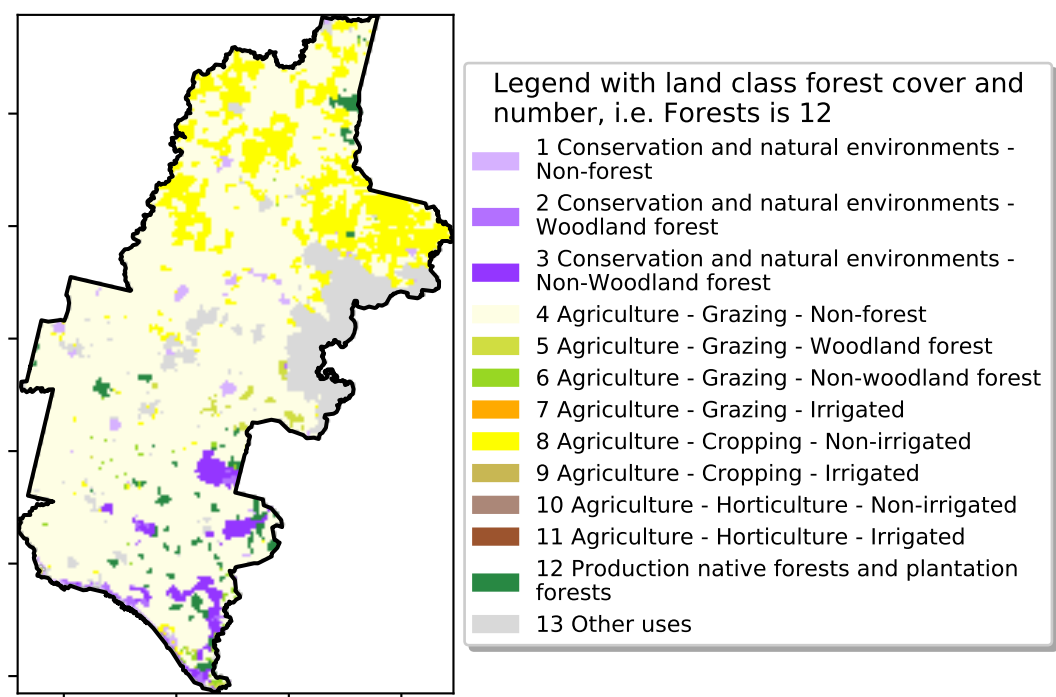 Legend with land class forest cover and
number, i.e. Forests is 12
1 Conservation and natural environments -
Non-forest
2 Conservation and natural environments -
Woodland forest
3 Conservation and natural environments -
Non-Woodland forest
4 Agriculture - Grazing - Non-forest
5 Agriculture - Grazing - Woodland forest
6 Agriculture - Grazing - Non-woodland forest
7 Agriculture - Grazing - Irrigated
8 Agriculture - Cropping - Non-irrigated
9 Agriculture - Cropping - Irrigated
10 Agriculture - Horticulture - Non-irrigated
11 Agriculture - Horticulture - Irrigated
12 Production native forests and plantation
forests
13 Other uses